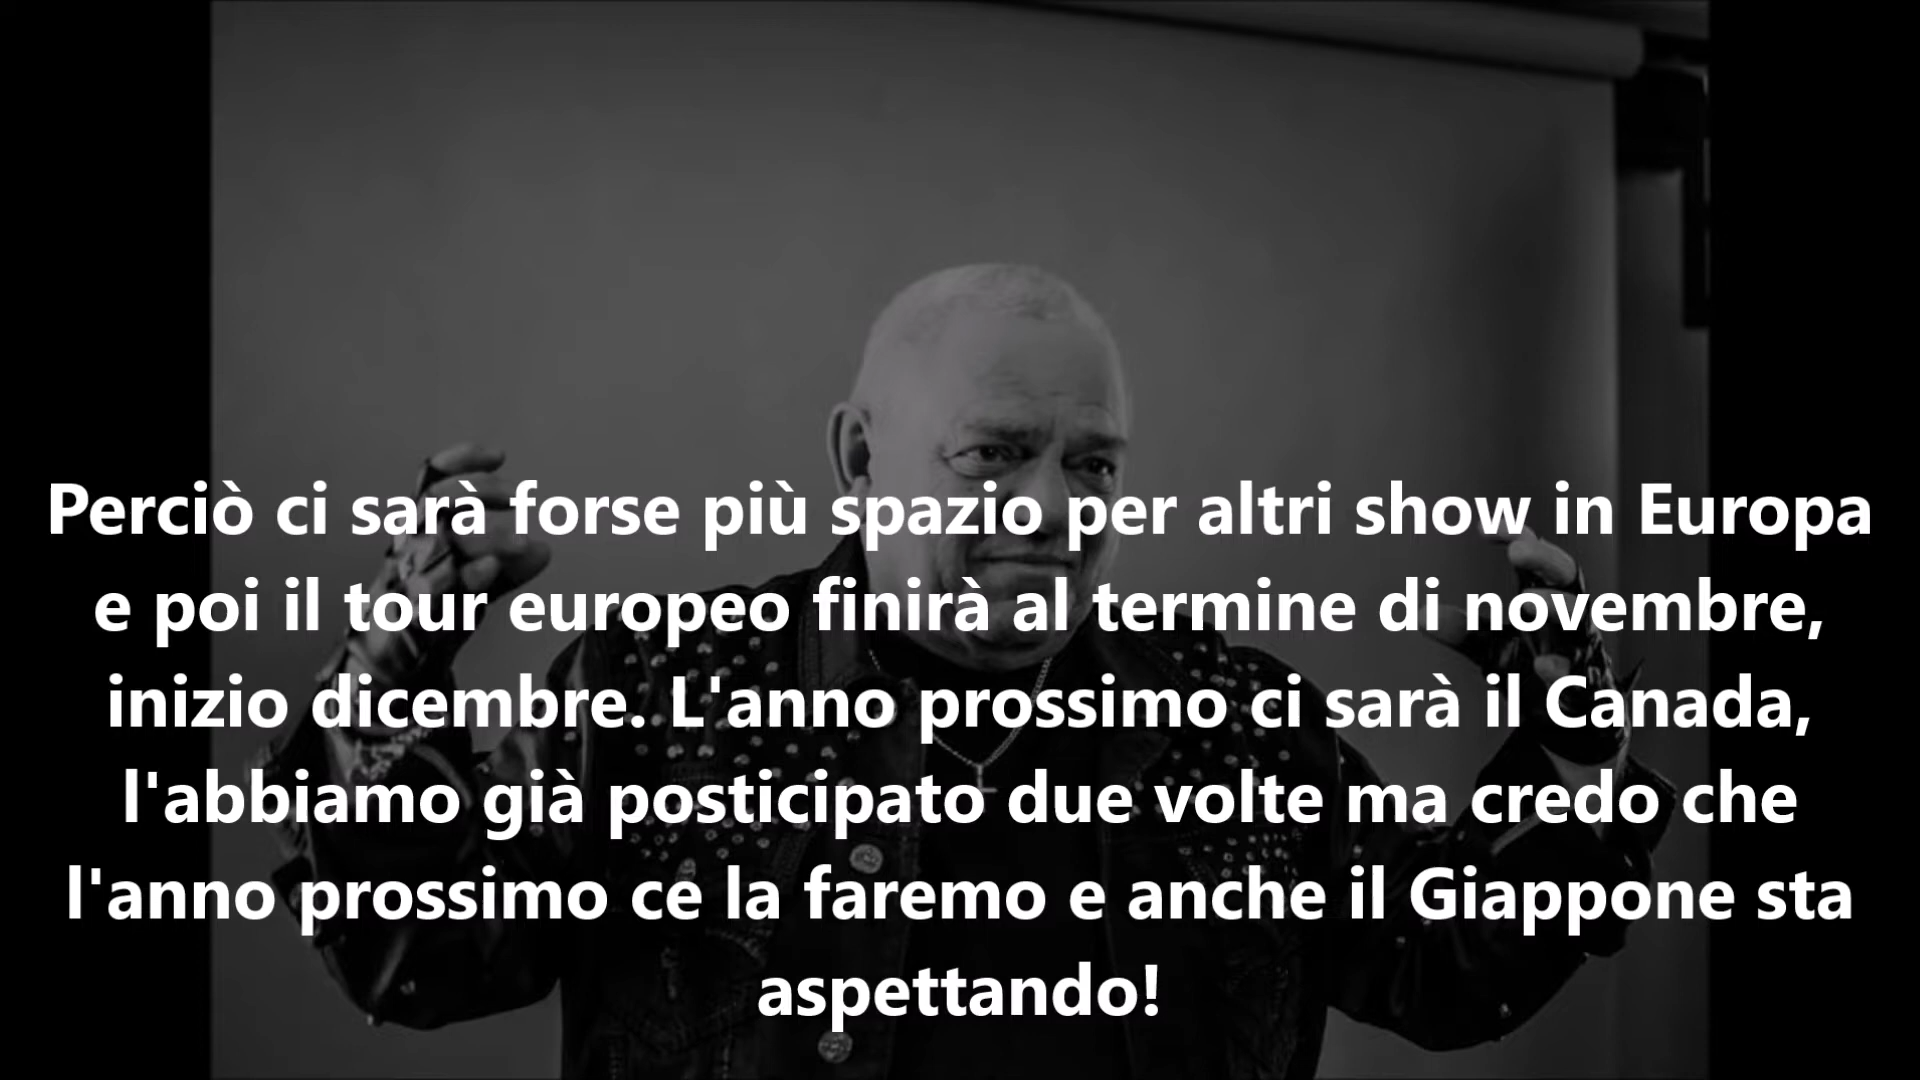 Perciò ci sarà forse più spazio per altri show in Europa
e poi il tour europeo finirà al termine di novembre,
inizio dicembre. L'anno prossimo ci sarà il Canada,
l'abbiamo già posticipato due volte ma credo che
l'anno prossimo ce la faremo e anche il Giappone sta
aspettando!